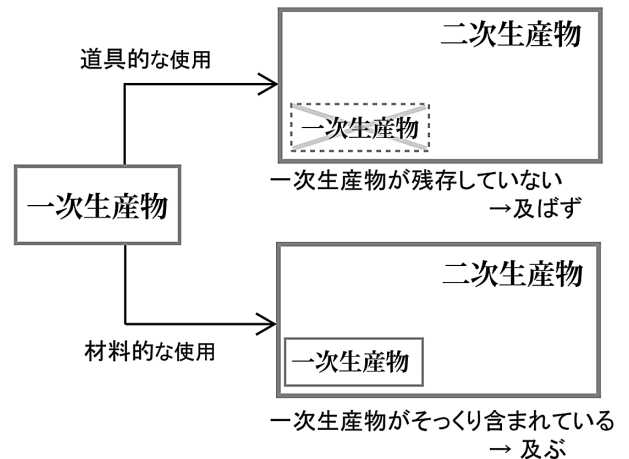 道具的な使用
二次生産物
一次生産物
一次生産物が残存していない
→及ばず
一次生産物
二次生産物
一次生産物
材料的な使用
一次生産物がそっくり含まれている
→ 及ぶ